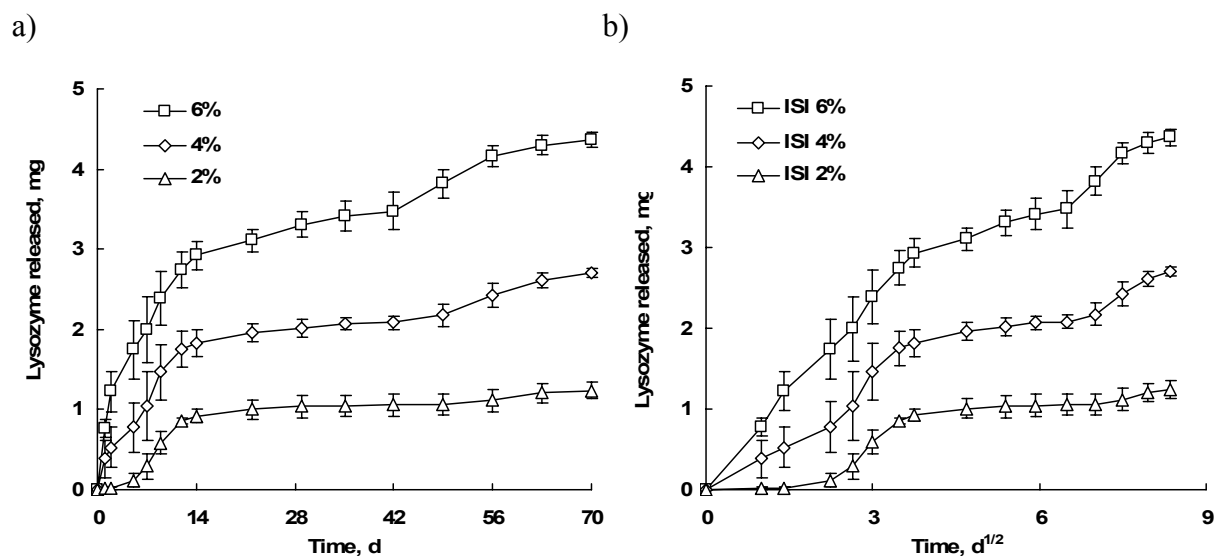 a)
Lysozyme released, mg
5
4
3
2
1
0
6%
4%
2%
0 14 28 42 56 70
Time, d
b)
Lysozyme released, mg
5
4
3
2
1
0
ISI 6%
ISI 4%
ISI 2%
0 3 6 9
Time, d^1/2